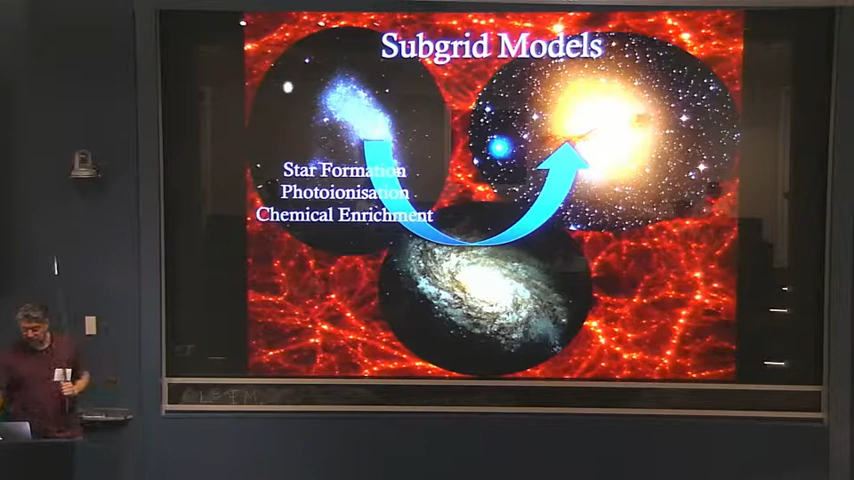 Subgrid Models
Star Formation
Photoionisation
Chemical Enrichment